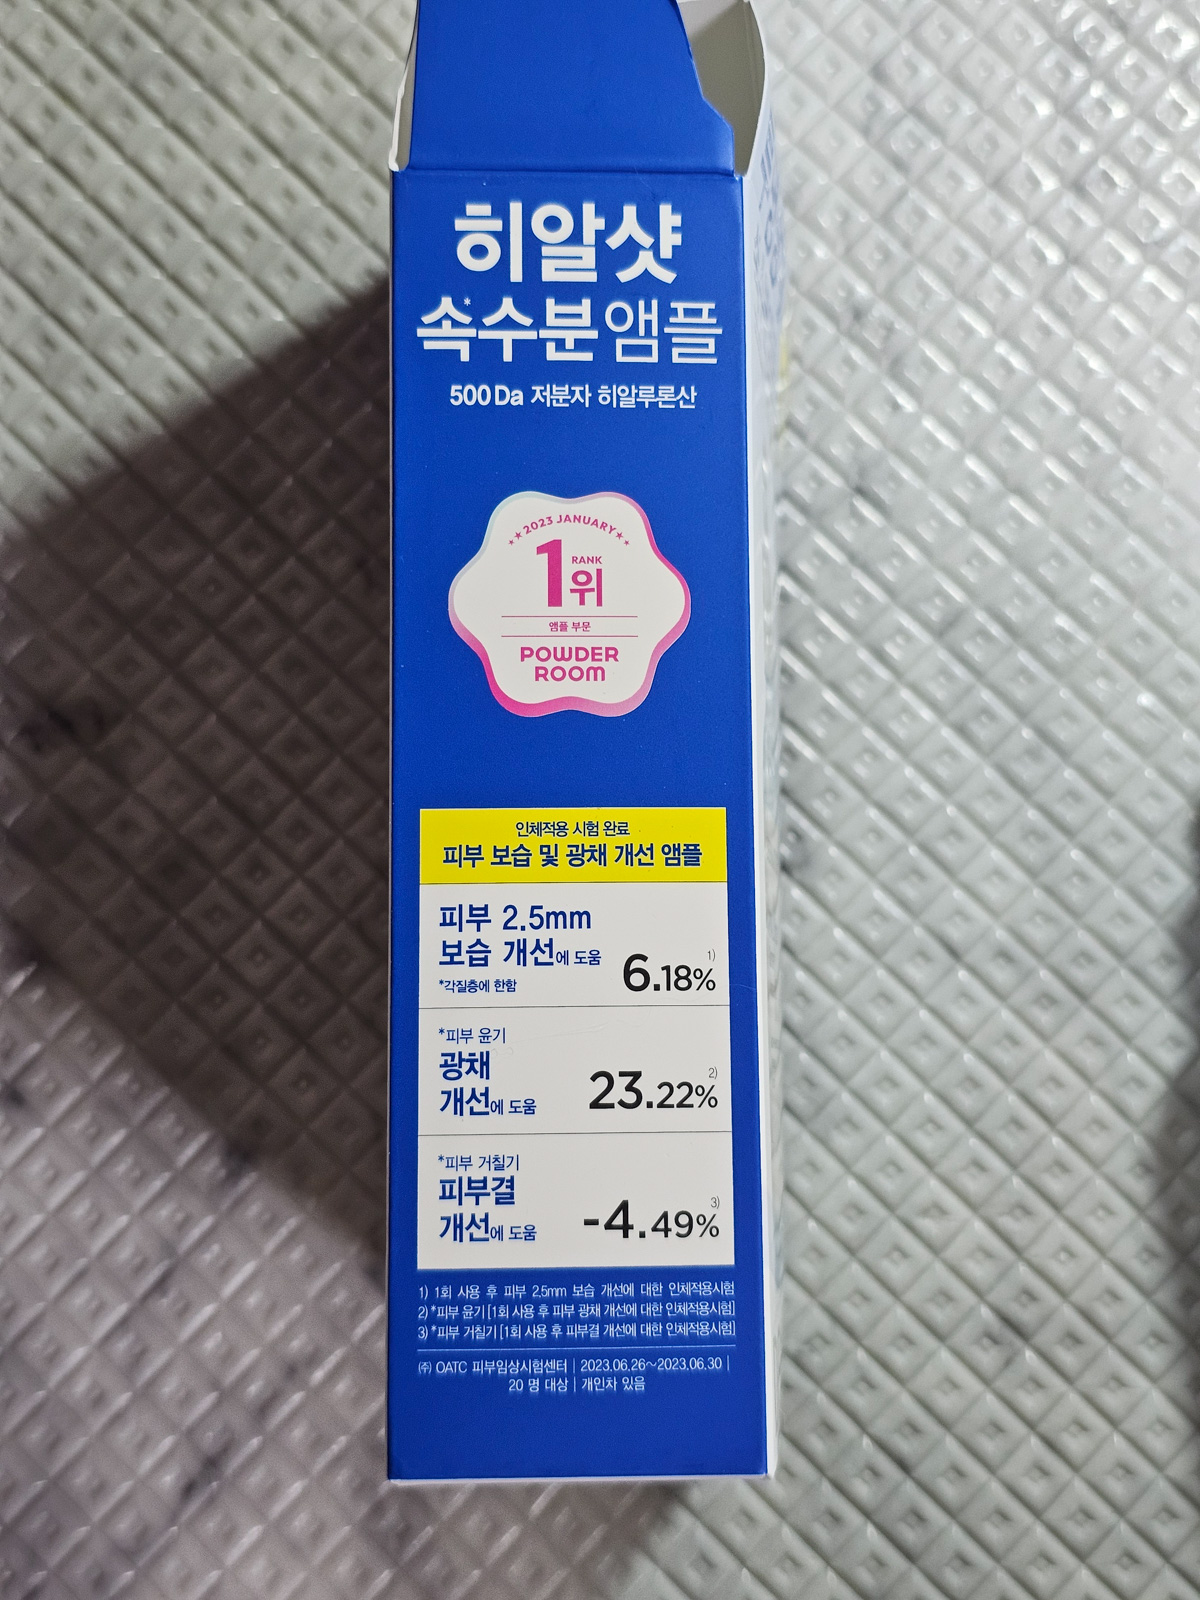 히알샷
속*수분 앰플
500Da 저분자 히알루론산
★★2023 JANUARY★★
1 RANK
위
앰플 부문
POWDER
ROOM
인체적용 시험 완료
피부 보습 및 광채 개선 앰플
피부 2.5mm
보습 개선에 도움
*각질층에 한함
6.18% 1)
*피부 윤기
광채
개선에 도움
23.22% 2)
*피부 거칠기
피부결
개선에 도움
-4.49% 3)
1) 1회 사용 후 피부 2.5mm 보습 개선에 대한 인체적용시험
2) *피부 윤기 [1회 사용 후 피부 광채 개선에 대한 인체적용시험]
3) *피부 거칠기 [1회 사용 후 피부결 개선에 대한 인체적용시험]
㈜ OATC 피부임상시험센터 | 2023.06.26~2023.06.30 |
20 명 대상 | 개인차 있음